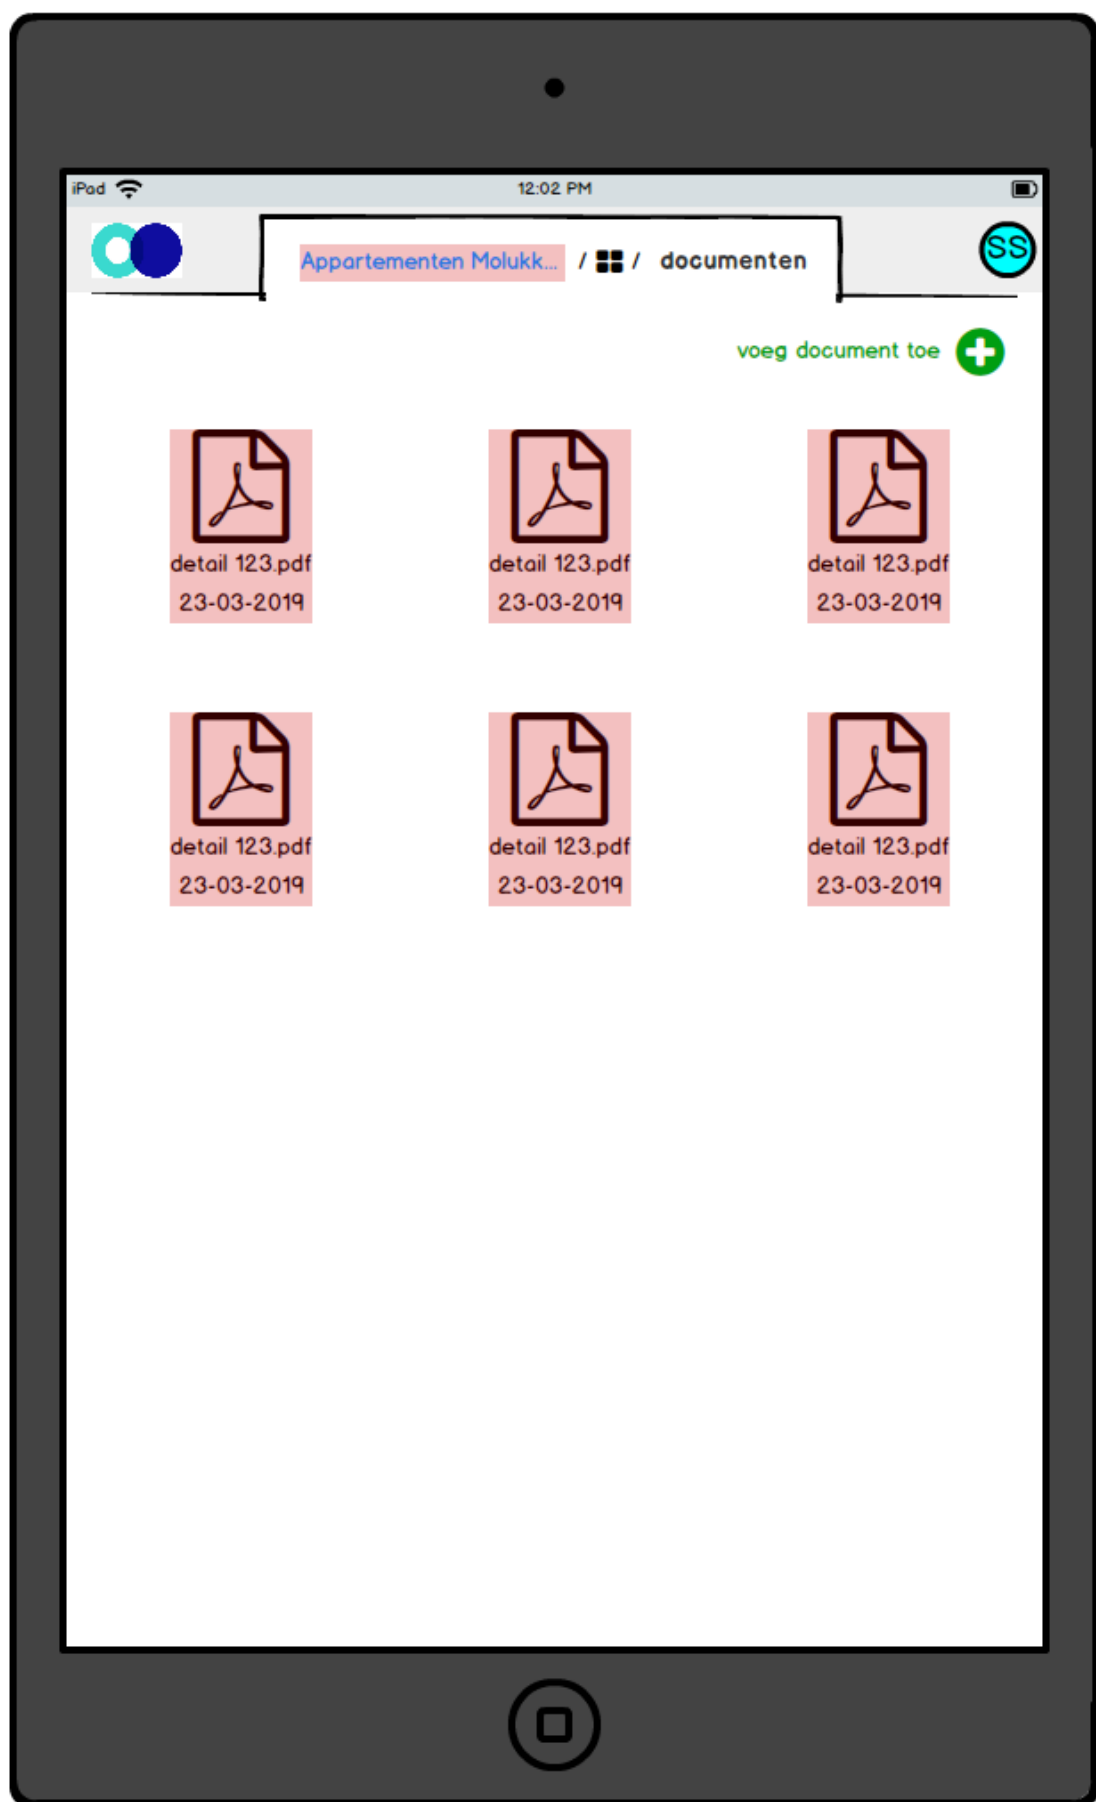 iPad 12:02 PM
Appartementen Molukk... / / documenten SS
voeg document toe
detail 123.pdf detail 123.pdf detail 123.pdf
23-03-2019 23-03-2019 23-03-2019
detail 123.pdf detail 123.pdf detail 123.pdf
23-03-2019 23-03-2019 23-03-2019